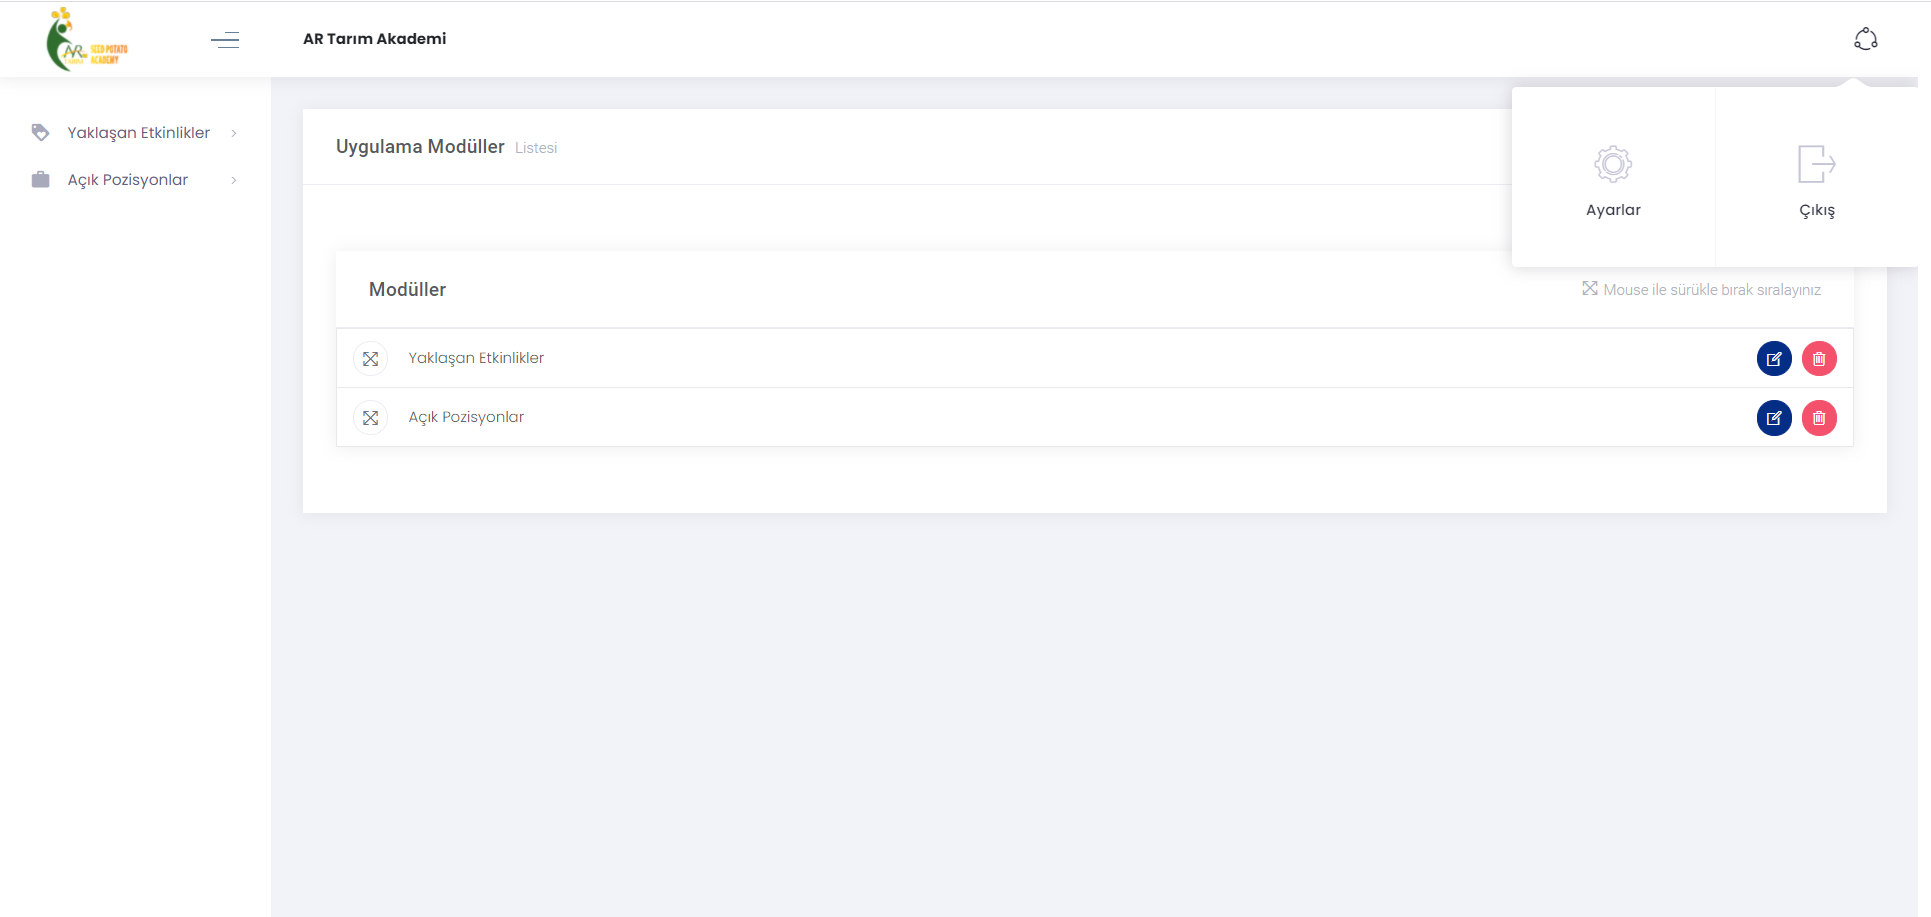 AR
TARIM
SEED POTATO
ACADEMY
AR Tarım Akademi
Yaklaşan Etkinlikler
Açık Pozisyonlar
Uygulama Modüller Listesi
Ayarlar
Çıkış
Modüller
Mouse ile sürükle bırak sıralayınız
Yaklaşan Etkinlikler
Açık Pozisyonlar